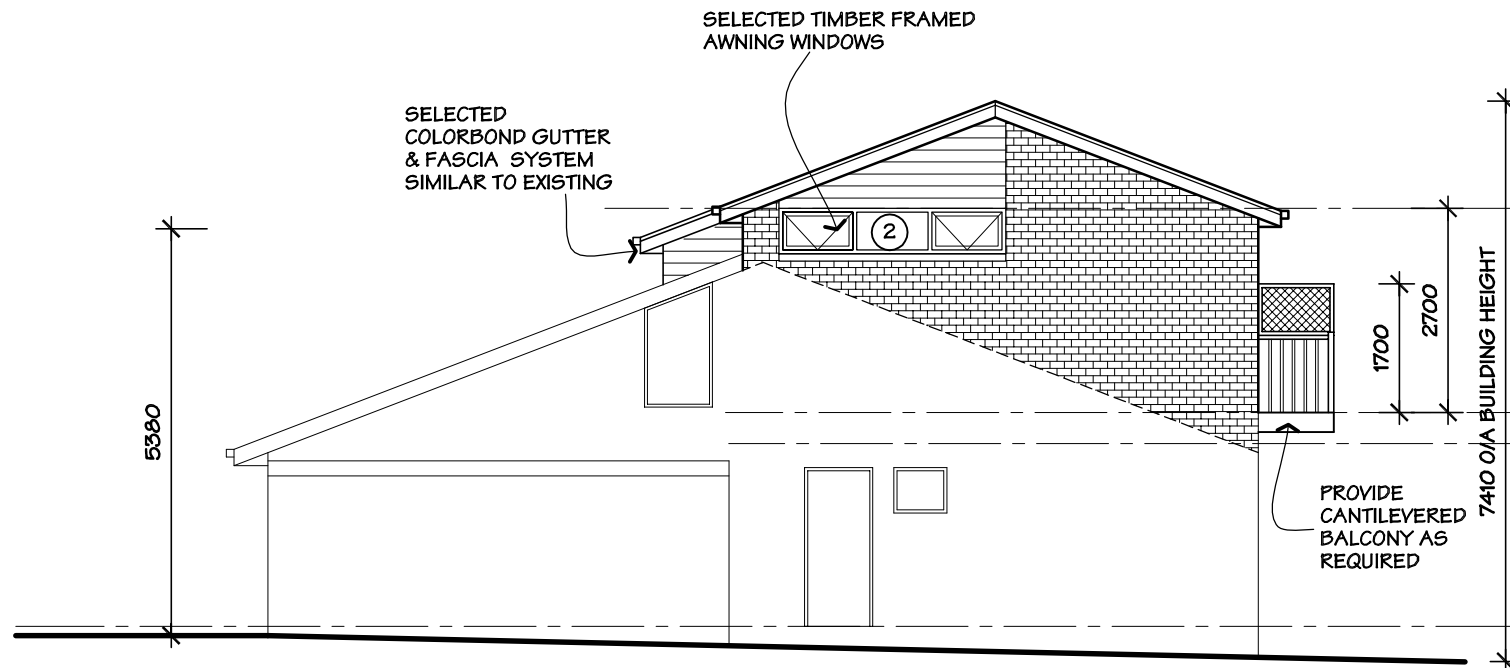 SELECTED TIMBER FRAMED
AWNING WINDOWS
SELECTED
COLORBOND GUTTER
& FASCIA SYSTEM
SIMILAR TO EXISTING
2
5380
1700
2700
7410 O/A BUILDING HEIGHT
PROVIDE
CANTILEVERED
BALCONY AS
REQUIRED